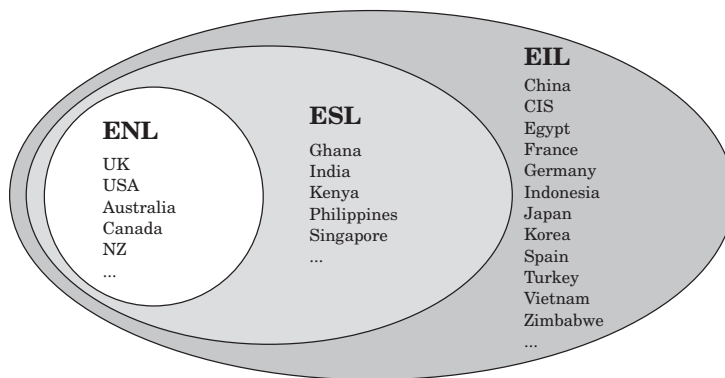 ENL
UK
USA
Australia
Canada
NZ
...
ESL
Ghana
India
Kenya
Philippines
Singapore
...
EIL
China
CIS
Egypt
France
Germany
Indonesia
Japan
Korea
Spain
Turkey
Vietnam
Zimbabwe
...